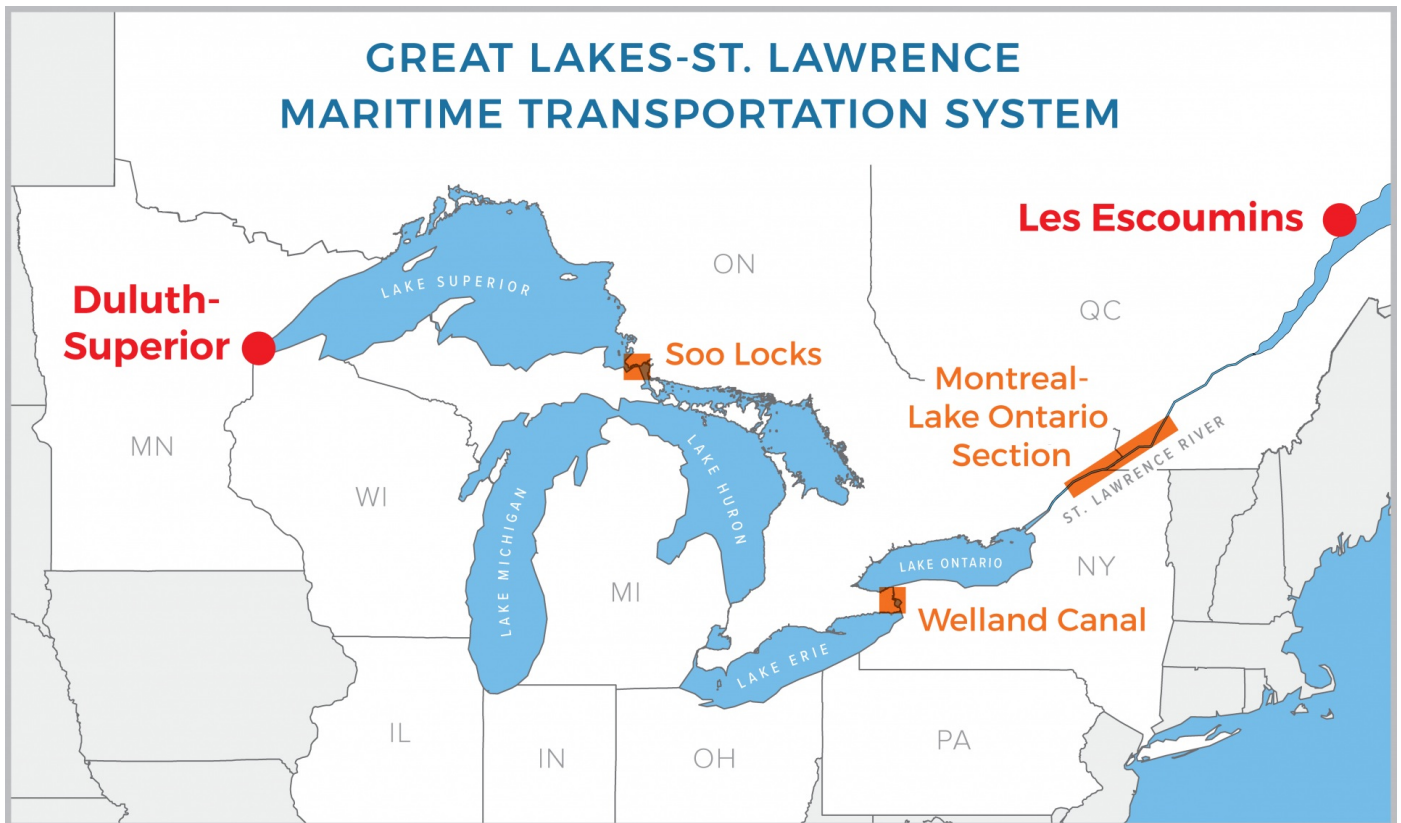 GREAT LAKES-ST. LAWRENCE
MARITIME TRANSPORTATION SYSTEM
Les Escoumins
ON
LAKE SUPERIOR
Duluth-
Superior
QC
Soo Locks
Montreal-
Lake Ontario
Section
MN
ST. LAWRENCE RIVER
WI
LAKE MICHIGAN
LAKE HURON
LAKE ONTARIO
NY
MI
Welland Canal
LAKE ERIE
IL
IN
OH
PA